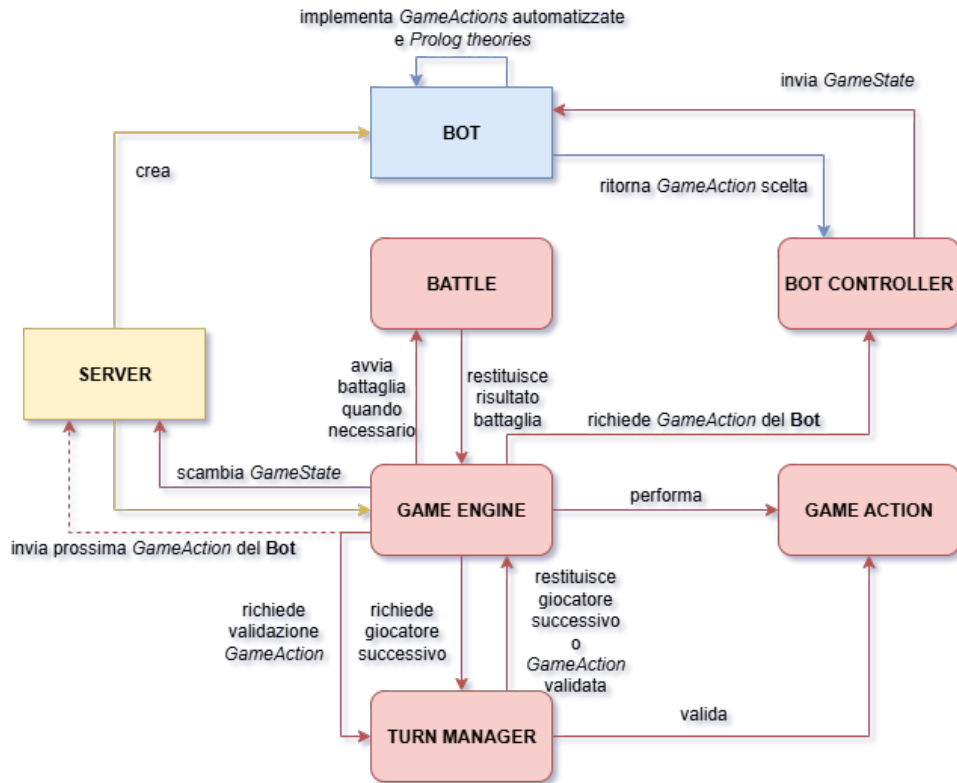 implementa GameActions automatizzate
e Prolog theories
invia GameState
BOT
crea
ritorna GameAction scelta
BATTLE
BOT CONTROLLER
SERVER
avvia
battaglia
quando
necessario
restituisce
risultato
battaglia
richiede GameAction del Bot
scambia GameState
GAME ENGINE
performa
GAME ACTION
invia prossima GameAction del Bot
richiede
validazione
GameAction
richiede
giocatore
successivo
restituisce
giocatore
successivo
o
GameAction
validata
TURN MANAGER
valida